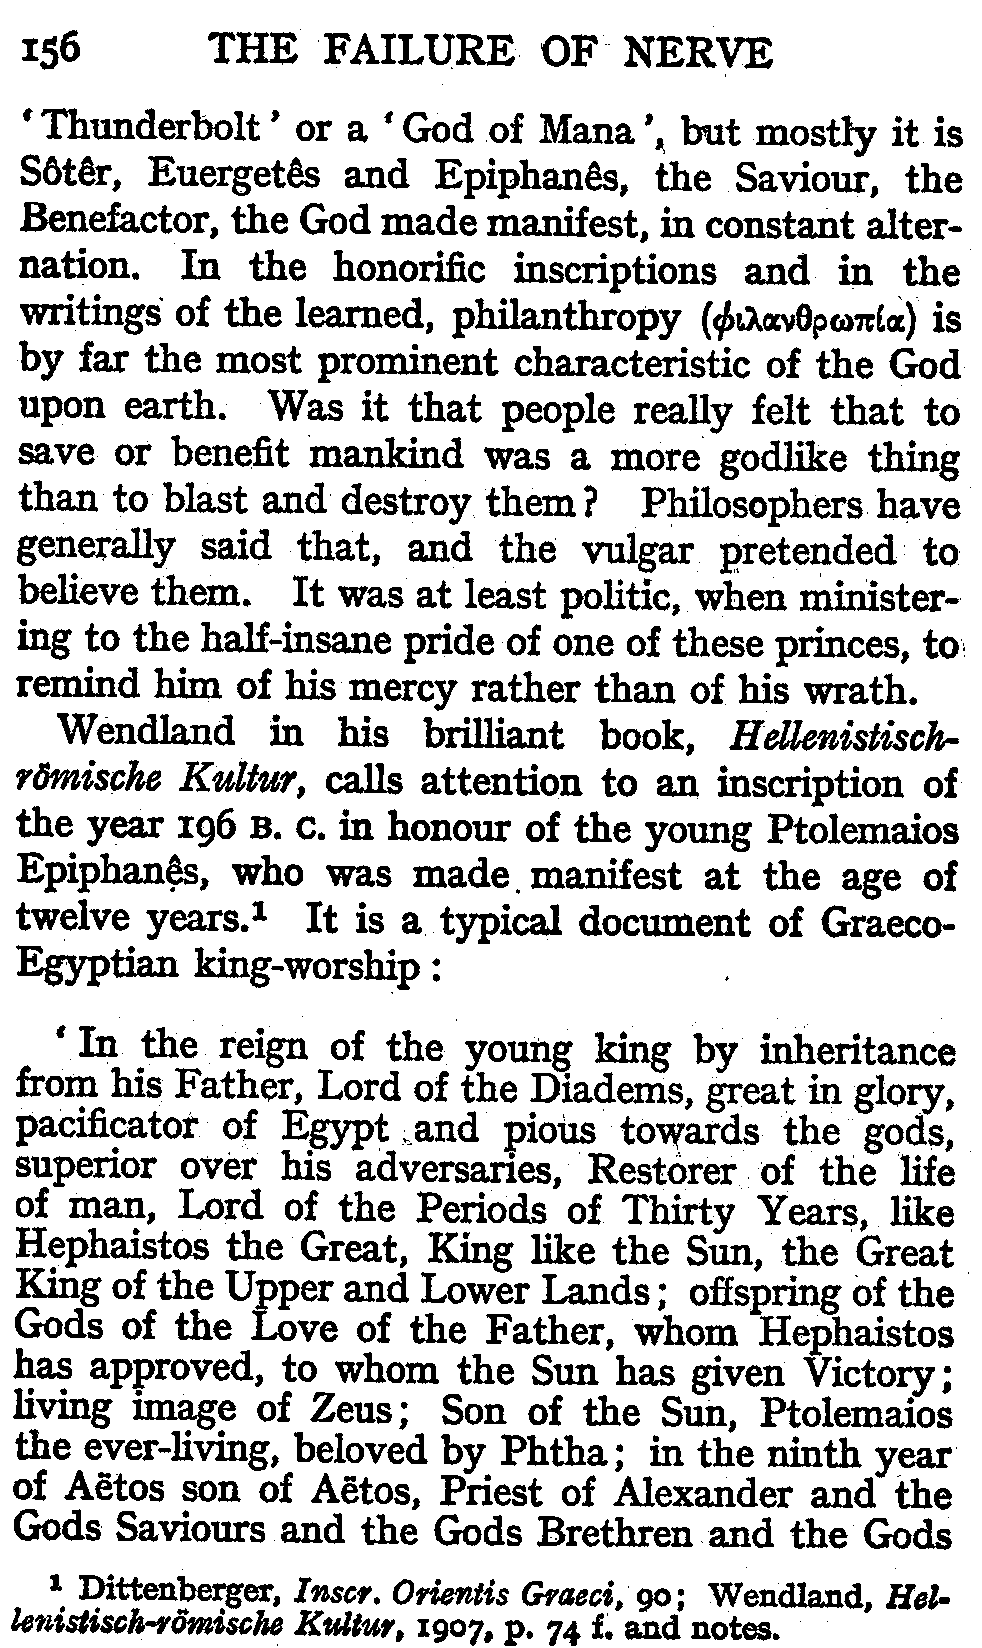 156 THE FAILURE OF NERVE
‘Thunderbolt’ or a ‘God of Mana’, but mostly it is
Sôtêr, Euergetês and Epiphanês, the Saviour, the
Benefactor, the God made manifest, in constant alter-
nation. In the honorific inscriptions and in the
writings of the learned, philanthropy (φιλανθρωπία) is
by far the most prominent characteristic of the God
upon earth. Was it that people really felt that to
save or benefit mankind was a more godlike thing
than to blast and destroy them? Philosophers have
generally said that, and the vulgar pretended to
believe them. It was at least politic, when minister-
ing to the half-insane pride of one of these princes, to
remind him of his mercy rather than of his wrath.
Wendland in his brilliant book, Hellenistisch-
römische Kultur, calls attention to an inscription of
the year 196 B. C. in honour of the young Ptolemaios
Epiphanês, who was made manifest at the age of
twelve years.¹ It is a typical document of Graeco-
Egyptian king-worship:
‘In the reign of the young king by inheritance
from his Father, Lord of the Diadems, great in glory,
pacificator of Egypt and pious towards the gods,
superior over his adversaries, Restorer of the life
of man, Lord of the Periods of Thirty Years, like
Hephaistos the Great, King like the Sun, the Great
King of the Upper and Lower Lands; offspring of the
Gods of the Love of the Father, whom Hephaistos
has approved, to whom the Sun has given Victory;
living image of Zeus; Son of the Sun, Ptolemaios
the ever-living, beloved by Phtha; in the ninth year
of Aëtos son of Aëtos, Priest of Alexander and the
Gods Saviours and the Gods Brethren and the Gods
¹ Dittenberger, Inscr. Orientis Graeci, 90; Wendland, Hel-
lenistisch-römische Kultur, 1907, p. 74 f. and notes.